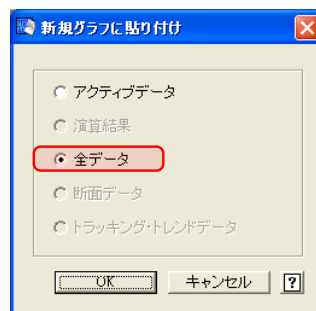 新規グラフに貼り付け
アクティブデータ
演算結果
全データ
断面データ
トラッキング・トレンドデータ
OK キャンセル ?